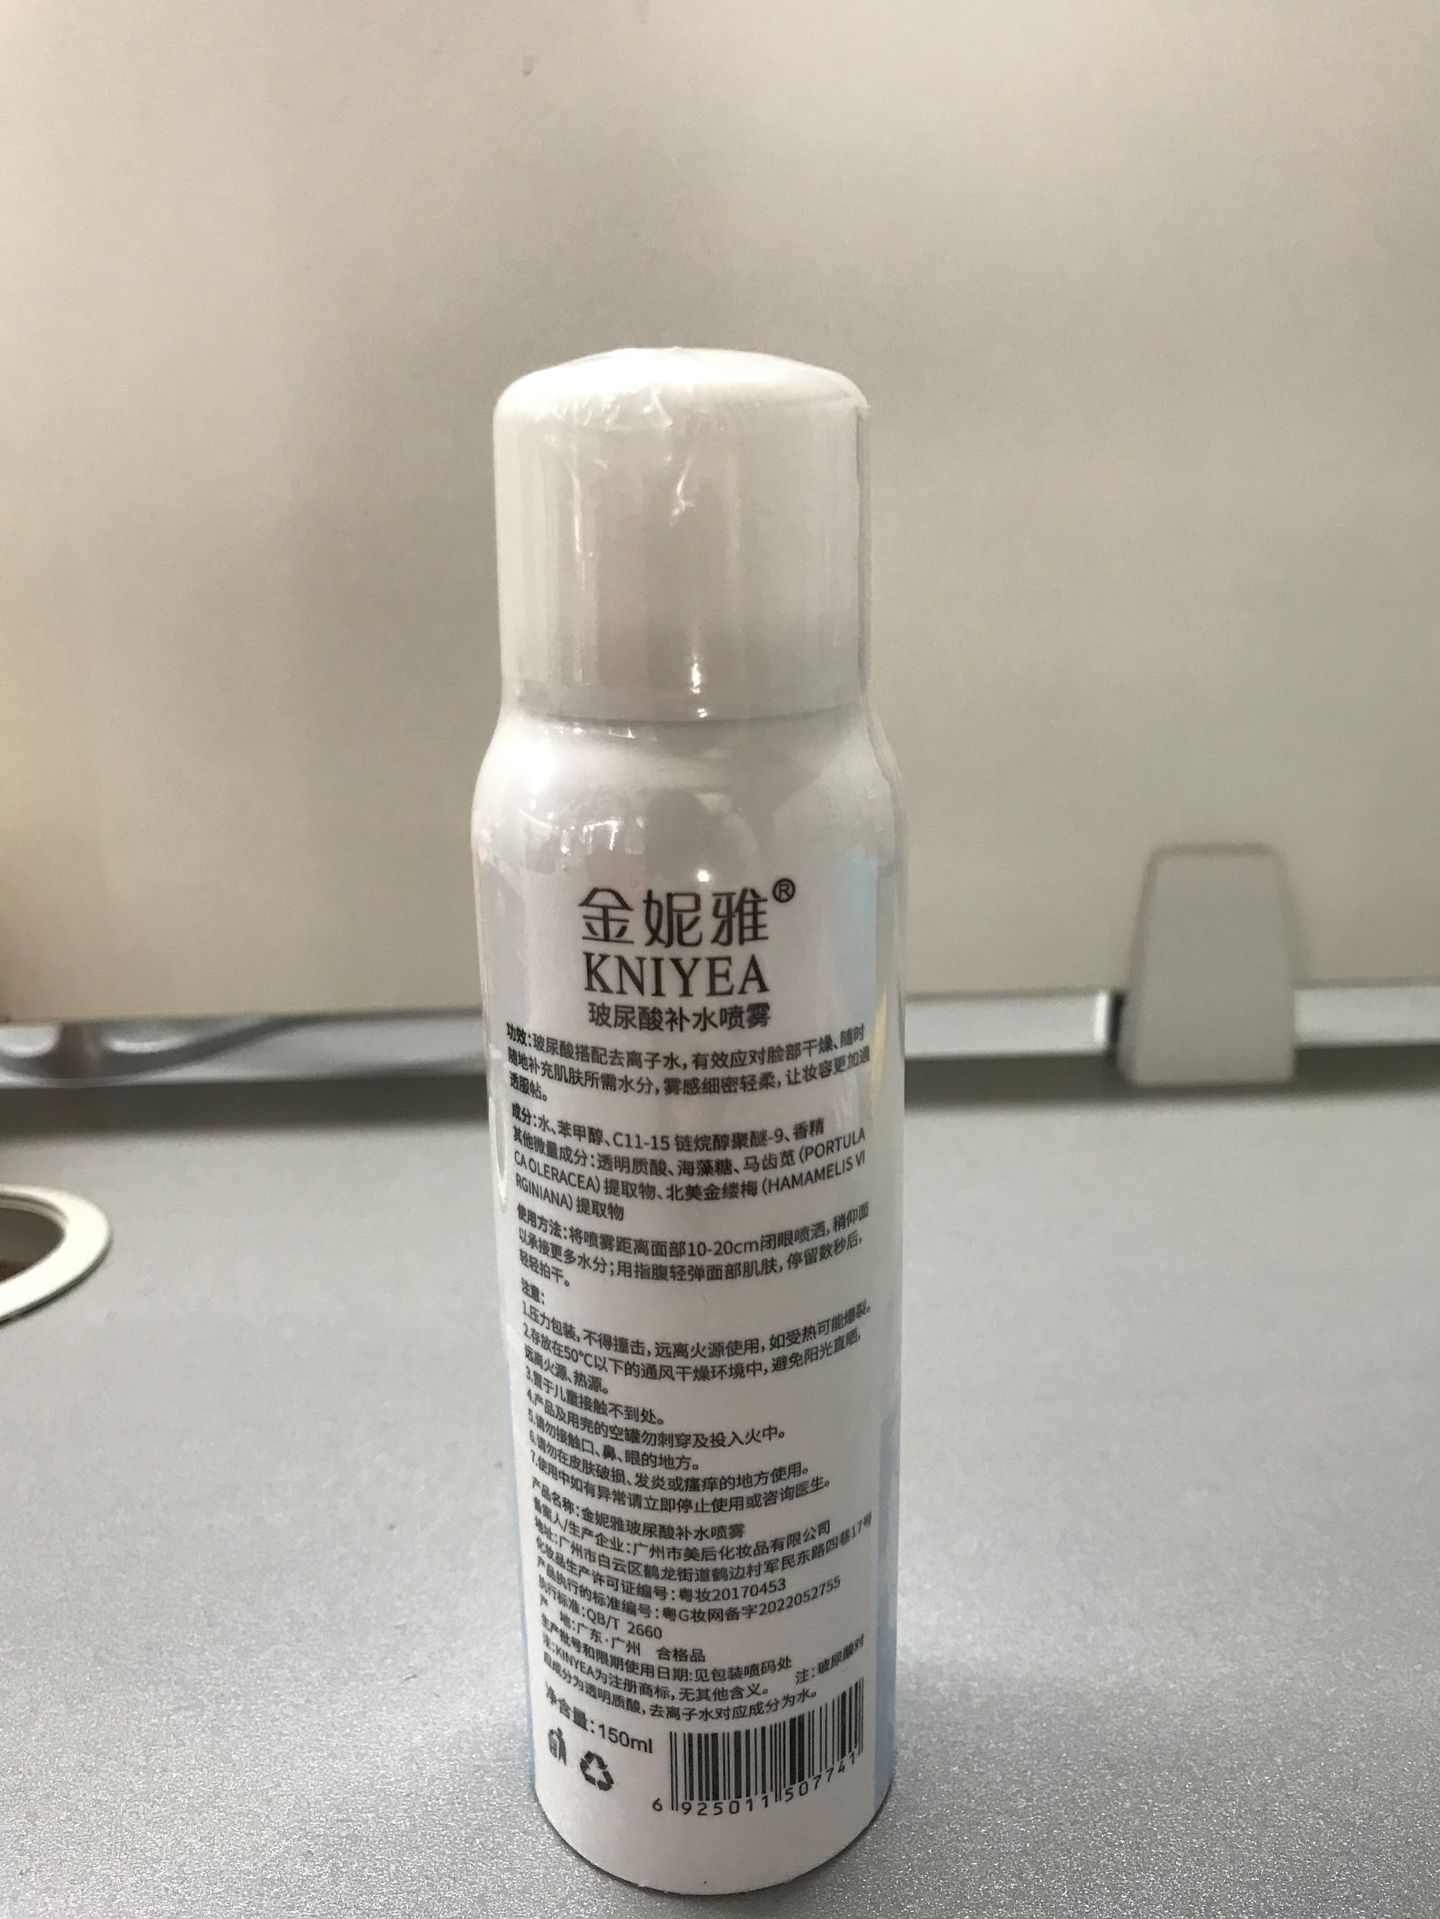 金妮雅®
KNIYEA
玻尿酸补水喷雾
功效:玻尿酸搭配去离子水,有效应对脸部干燥、随时
随地补充肌肤所需水分,雾感细密轻柔,让妆容更加通
透服帖。
成分:水、苯甲醇、C11-15 链烷醇聚醚-9、香精
其他微量成分:透明质酸、海藻糖、马齿苋(PORTULA
CA OLERACEA)提取物、北美金缕梅(HAMAMELIS VI
RGINIANA)提取物
使用方法:将喷雾距离面部10-20cm闭眼喷洒,稍仰面
以承接更多水分;用指腹轻弹面部肌肤,停留数秒后,
轻轻拍干。
注意:
1.压力包装,不得撞击,远离火源使用,如受热可能爆裂。
2.存放在50°C以下的通风干燥环境中,避免阳光直晒,
远离火源、热源。
3.置于儿童接触不到处。
4.产品及用完的空罐勿刺穿及投入火中。
5.请勿接触口、鼻、眼的地方。
6.请勿在皮肤破损、发炎或瘙痒的地方使用。
7.使用中如有异常请立即停止使用或咨询医生。
产品名称:金妮雅玻尿酸补水喷雾
备案人/生产企业:广州市美后化妆品有限公司
地址:广州市白云区鹤龙街道鹤边村军民东路四巷17号
化妆品生产许可证编号:粤妆20170453
产品执行的标准编号:粤G妆网备字2022052755
执行标准:QB/T 2660
产 地:广东·广州 合格品
生产批号和限期使用日期:见包装喷码处
注:KINYEA为注册商标,无其他含义。 注:玻尿酸对
应成分为透明质酸,去离子水对应成分为水。
净含量:150ml
6 925011 507741